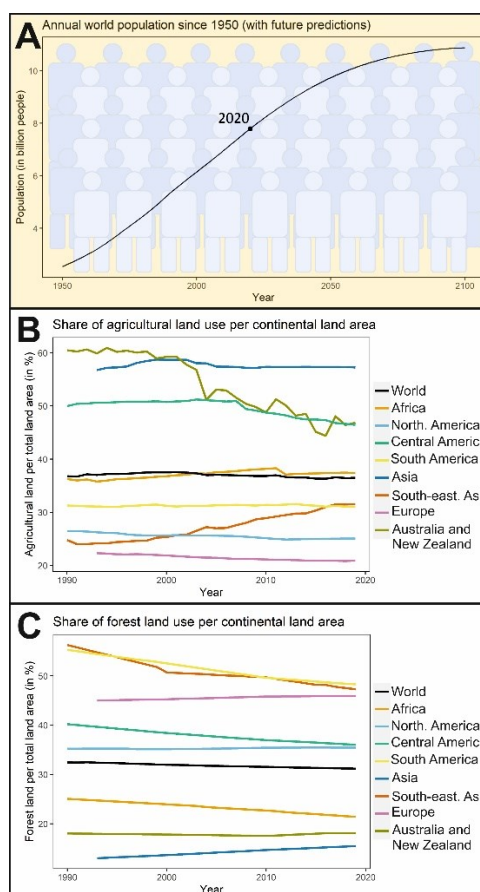 A
Annual world population since 1950 (with future predictions)
Population (in billion people)
10
8
6
4
2020
1950
2000
2050
2100
Year
B
Share of agricultural land use per continental land area
Agricultural land per total land area (in %)
60
50
40
30
20
1990
2000
2010
2020
Year
World
Africa
North. America
Central Americ
South America
Asia
South-east. As
Europe
Australia and
New Zealand
C
Share of forest land use per continental land area
Forest land per total land area (in %)
50
40
30
20
1990
2000
2010
2020
Year
World
Africa
North. America
Central Americ
South America
Asia
South-east. As
Europe
Australia and
New Zealand